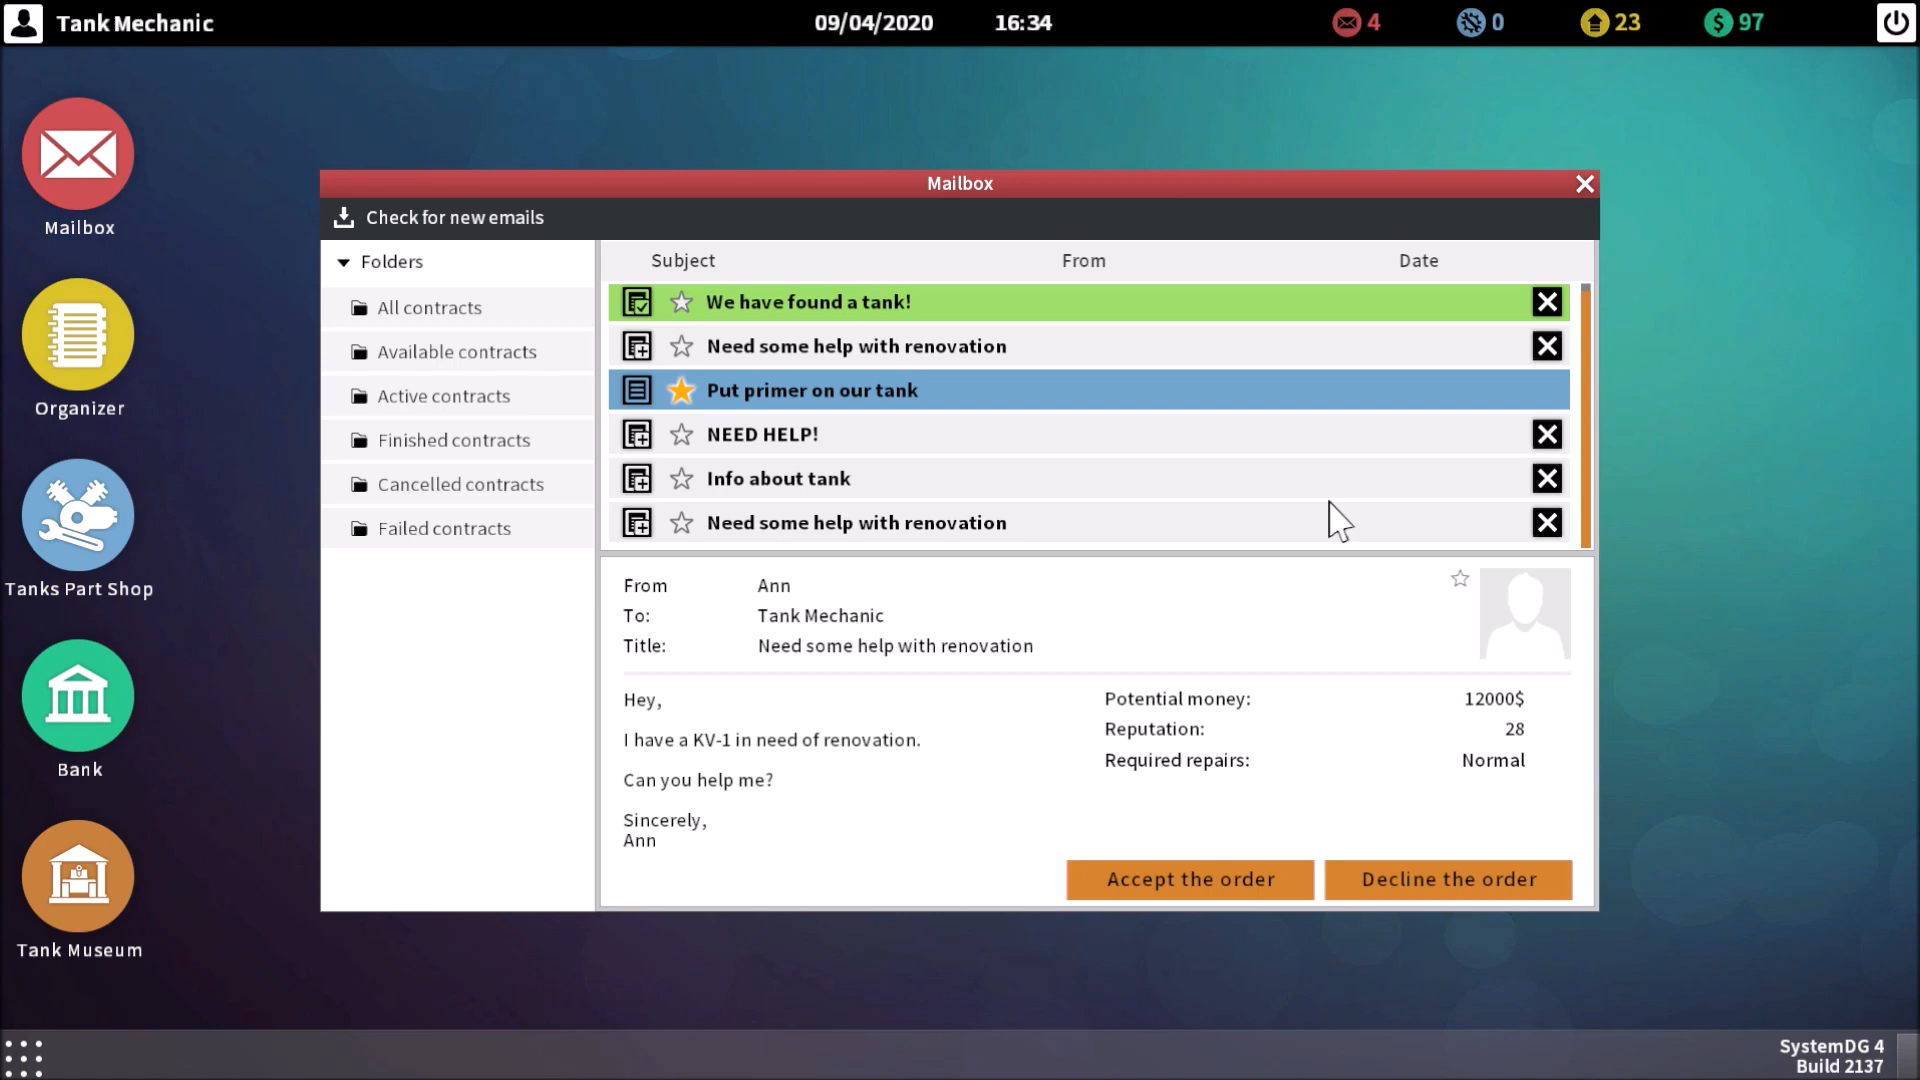 Tank Mechanic
09/04/2020 16:34
4 0 23 97
Mailbox
Organizer
Tanks Part Shop
Bank
Tank Museum
Mailbox
Check for new emails
Folders
All contracts
Available contracts
Active contracts
Finished contracts
Cancelled contracts
Failed contracts
Subject From Date
We have found a tank!
Need some help with renovation
Put primer on our tank
NEED HELP!
Info about tank
Need some help with renovation
From Ann
To: Tank Mechanic
Title: Need some help with renovation
Hey,
I have a KV-1 in need of renovation.
Can you help me?
Sincerely,
Ann
Potential money: 12000$
Reputation: 28
Required repairs: Normal
Accept the order
Decline the order
SystemDG 4
Build 2137